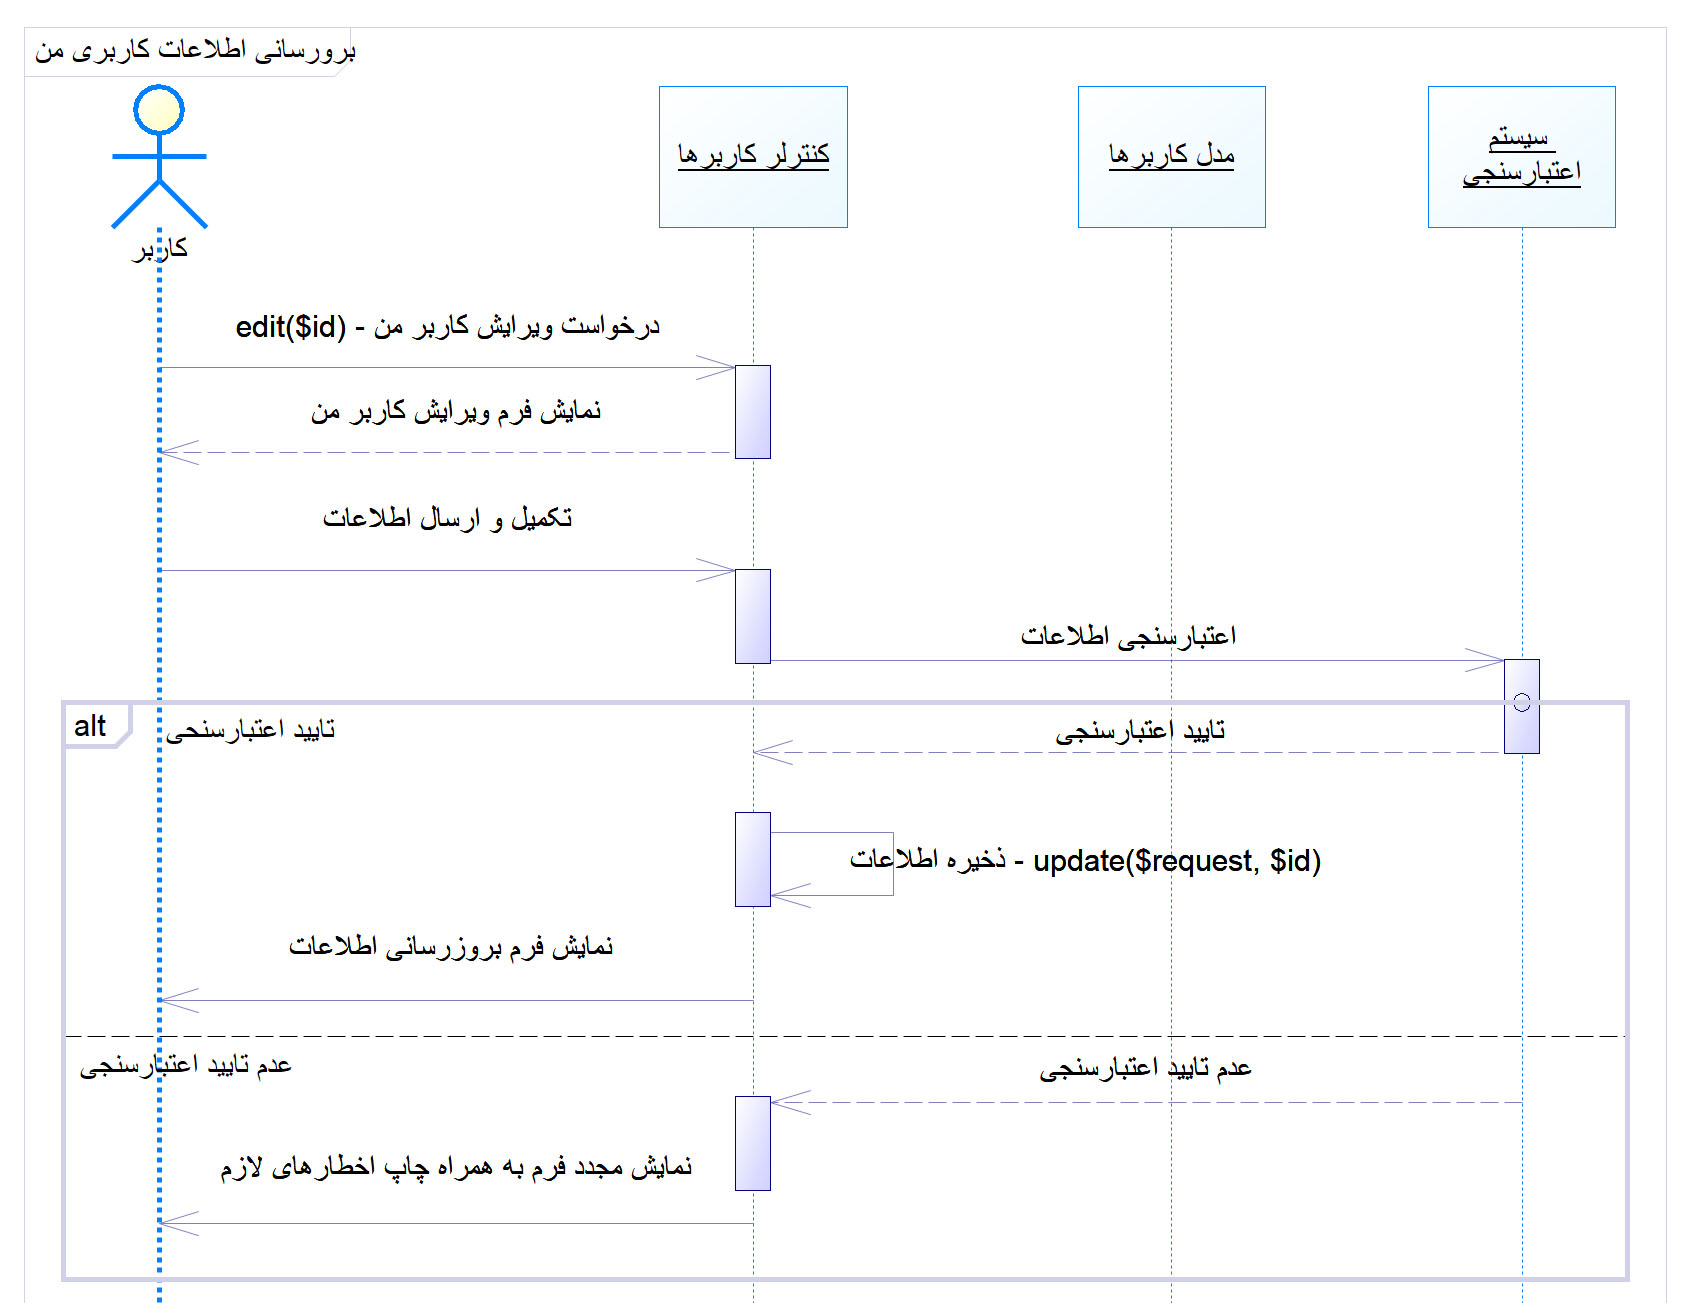 برورسانی اطلاعات کاربری من
کاربر
کنترلر کاربرها
مدل کاربرها
سیستم
اعتبارسنجی
درخواست ویرایش کاربر من - edit($id)
نمایش فرم ویرایش کاربر من
تکمیل و ارسال اطلاعات
اعتبارسنجی اطلاعات
alt
تایید اعتبارسنحی
تایید اعتبارسنجی
ذخیره اطلاعات - update($request, $id)
نمایش فرم بروزرسانی اطلاعات
عدم تایید اعتبارسنجی
عدم تایید اعتبارسنجی
نمایش مجدد فرم به همراه چاپ اخطارهای لازم